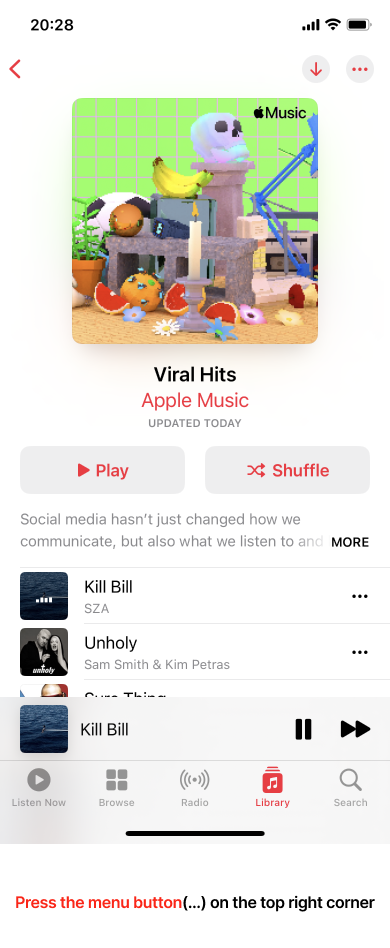 20:28
Music
Viral Hits
Apple Music
UPDATED TODAY
Play
Shuffle
Social media hasn’t just changed how we
communicate, but also what we listen to and MORE
Kill Bill
SZA
unholy
Unholy
Sam Smith & Kim Petras
Sure Thing
Kill Bill
Listen Now
Browse
Radio
Library
Search
Press the menu button(...) on the top right corner